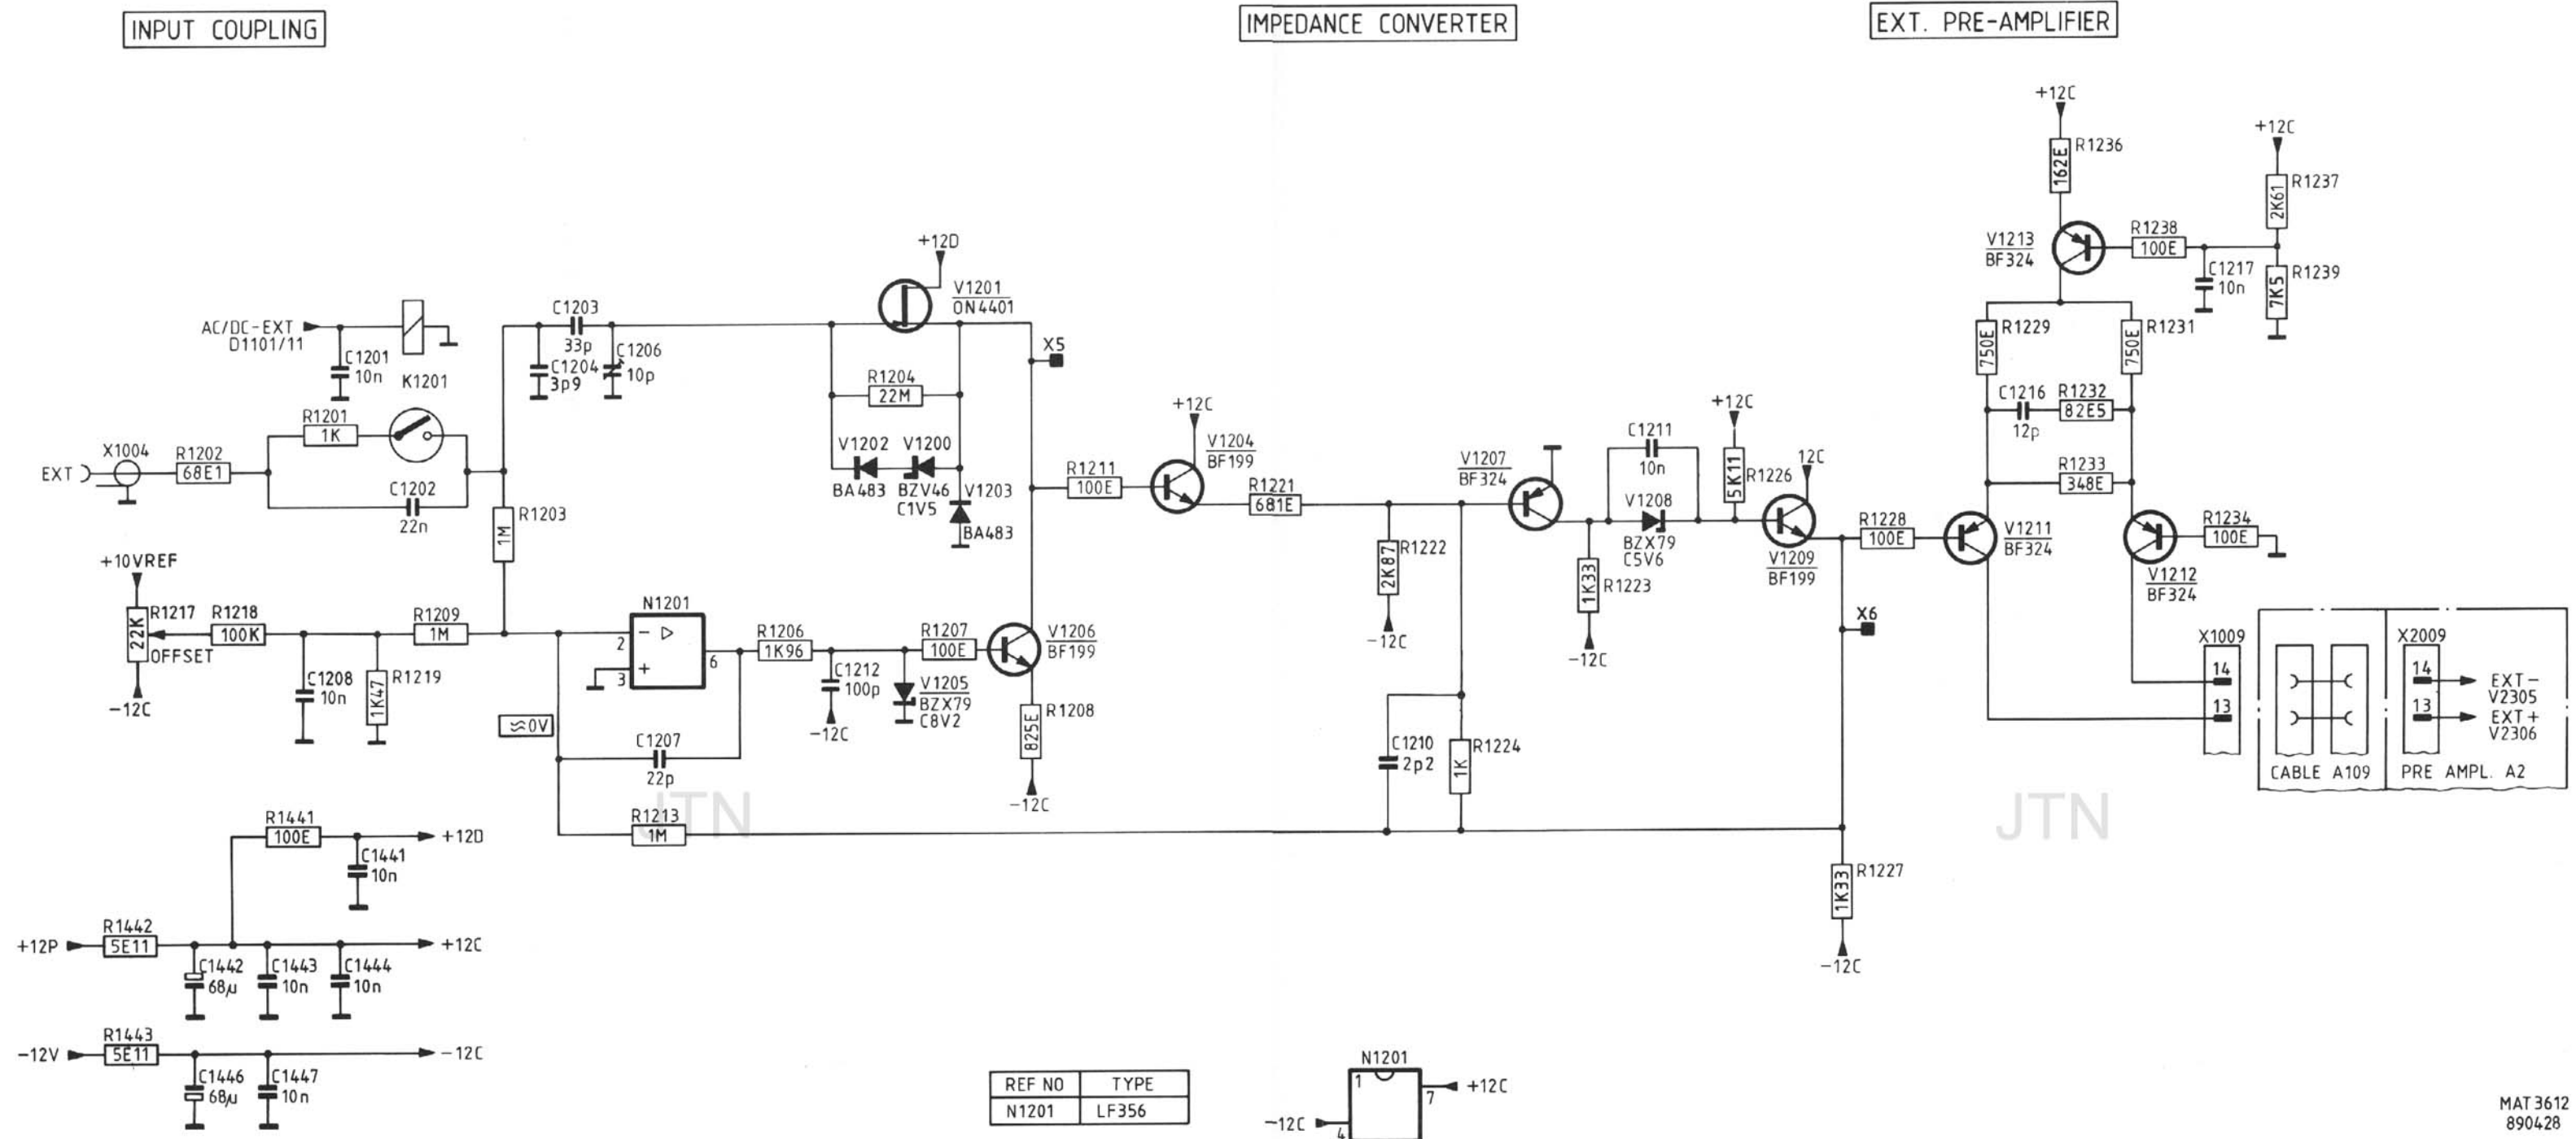 INPUT COUPLING
IMPEDANCE CONVERTER
EXT. PRE-AMPLIFIER
+12C
R1236
162E
+12C
R1237
2K61
V1213
BF324
R1238
100E
C1217
10n
R1239
7K5
R1229
750E
R1231
750E
C1216
12p
R1232
82E5
R1233
348E
+12D
V1201
ON4401
AC/DC-EXT
D1101/11
C1201
10n
K1201
C1203
33p
C1204
3p9
C1206
10p
X5
R1204
22M
V1202
BA483
V1200
BZV46
C1V5
V1203
BA483
R1201
1K
EXT
X1004
R1202
68E1
C1202
22n
R1203
1M
R1211
100E
+12C
V1204
BF199
R1221
681E
R1222
2K87
-12C
V1207
BF324
C1211
10n
V1208
BZX79
C5V6
R1223
1K33
-12C
+12C
5K11
R1226
12C
V1209
BF199
R1228
100E
V1211
BF324
V1212
BF324
R1234
100E
X6
+10VREF
R1217
22K
OFFSET
-12C
R1218
100K
C1208
10n
R1219
1K47
R1209
1M
N1201
-
2
+
3
6
≈0V
C1207
22p
R1206
1K96
C1212
100p
-12C
R1207
100E
V1205
BZX79
C8V2
V1206
BF199
R1208
825E
-12C
R1213
1M
C1210
2p2
R1224
1K
R1227
1K33
-12C
X1009
14
13
CABLE A109
X2009
14
13
EXT-
V2305
EXT+
V2306
PRE AMPL. A2
JTN
JTN
R1441
100E
+12D
C1441
10n
+12P
R1442
5E11
+12C
C1442
68µ
C1443
10n
C1444
10n
-12V
R1443
5E11
-12C
C1446
68µ
C1447
10n
REF NO TYPE
N1201 LF356
N1201
1
7
+12C
-12C
4
MAT3612
890428